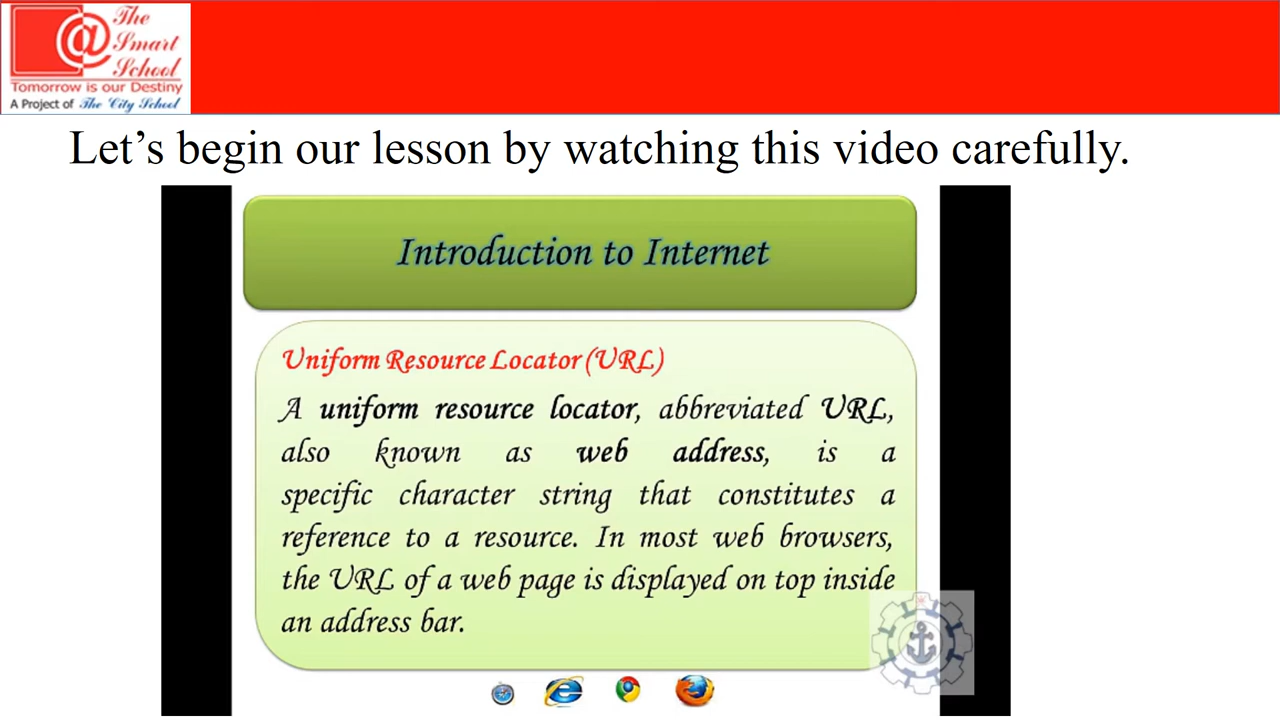 The
Smart
School
Tomorrow is our Destiny
A Project of The City School
Let’s begin our lesson by watching this video carefully.
Introduction to Internet
Uniform Resource Locator (URL)
A uniform resource locator, abbreviated URL,
also known as web address, is a
specific character string that constitutes a
reference to a resource. In most web browsers,
the URL of a web page is displayed on top inside
an address bar.